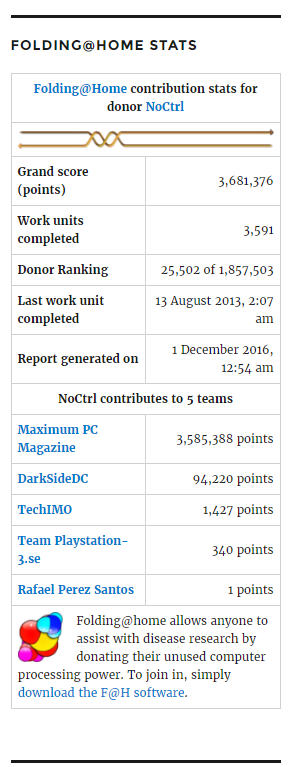 FOLDING@HOME STATS
Folding@Home contribution stats for
donor NoCtrl
Grand score
(points)
3,681,376
Work units
completed
3,591
Donor Ranking
25,502 of 1,857,503
Last work unit
completed
13 August 2013, 2:07
am
Report generated on
1 December 2016,
12:54 am
NoCtrl contributes to 5 teams
Maximum PC
Magazine
3,585,388 points
DarkSideDC
94,220 points
TechIMO
1,427 points
Team Playstation-
3.se
340 points
Rafael Perez Santos
1 points
Folding@home allows anyone to
assist with disease research by
donating their unused computer
processing power. To join in, simply
download the F@H software.